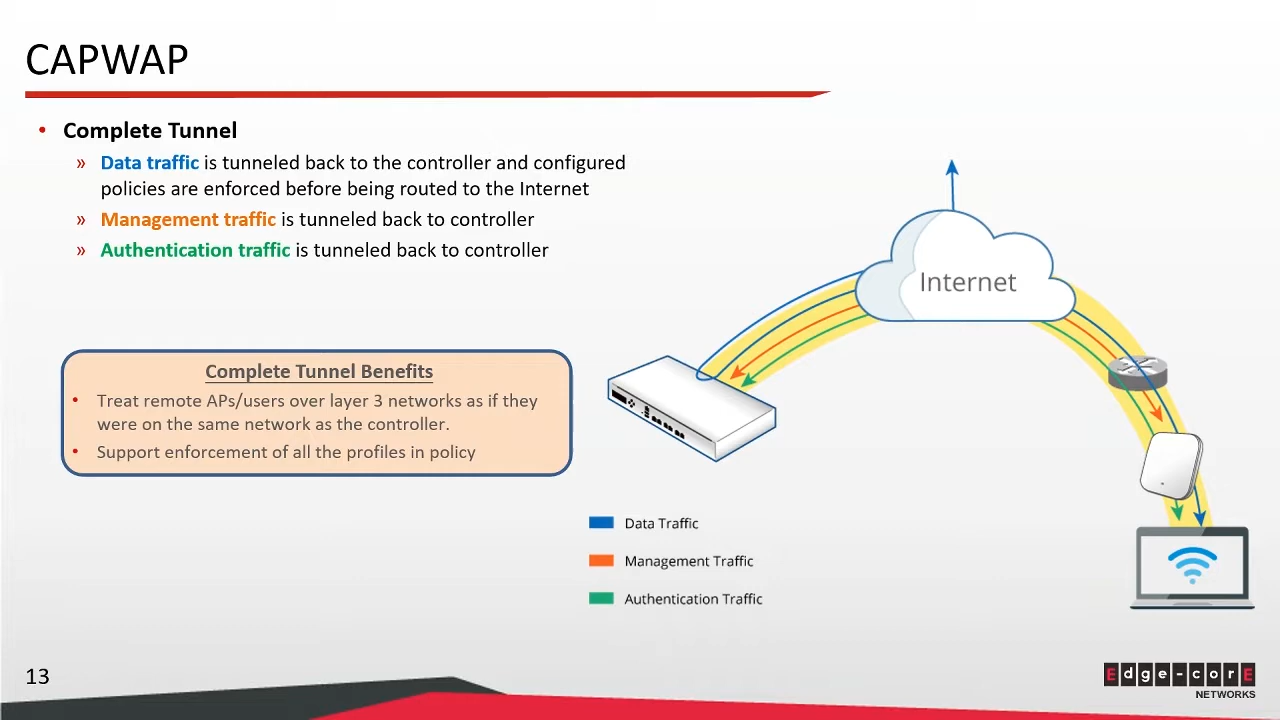 CAPWAP
• Complete Tunnel
» Data traffic is tunneled back to the controller and configured
policies are enforced before being routed to the Internet
» Management traffic is tunneled back to controller
» Authentication traffic is tunneled back to controller
Complete Tunnel Benefits
• Treat remote APs/users over layer 3 networks as if they
were on the same network as the controller.
• Support enforcement of all the profiles in policy
Internet
Data Traffic
Management Traffic
Authentication Traffic
13
Edge-corE
NETWORKS